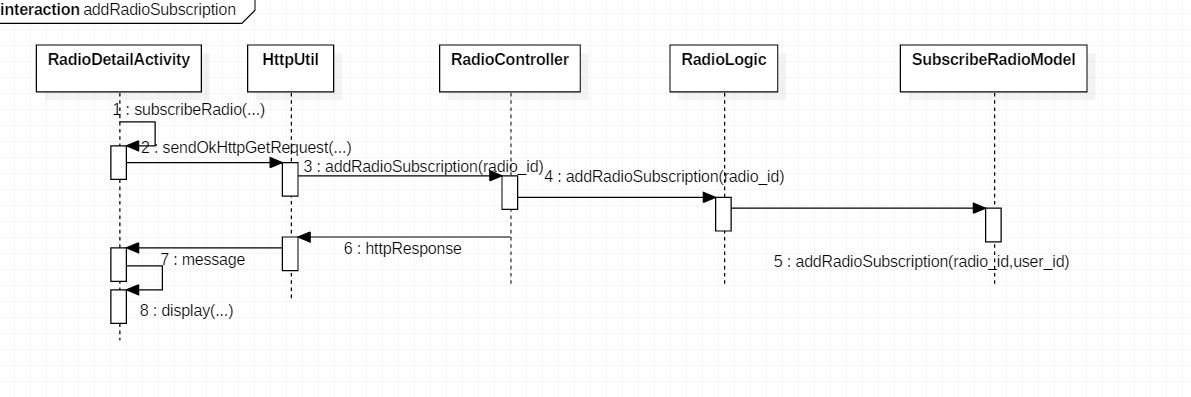 interaction addRadioSubscription
RadioDetailActivity
HttpUtil
RadioController
RadioLogic
SubscribeRadioModel
1 : subscribeRadio(...)
2 : sendOkHttpGetRequest(...)
3 : addRadioSubscription(radio_id)
4 : addRadioSubscription(radio_id)
5 : addRadioSubscription(radio_id,user_id)
6 : httpResponse
7 : message
8 : display(...)